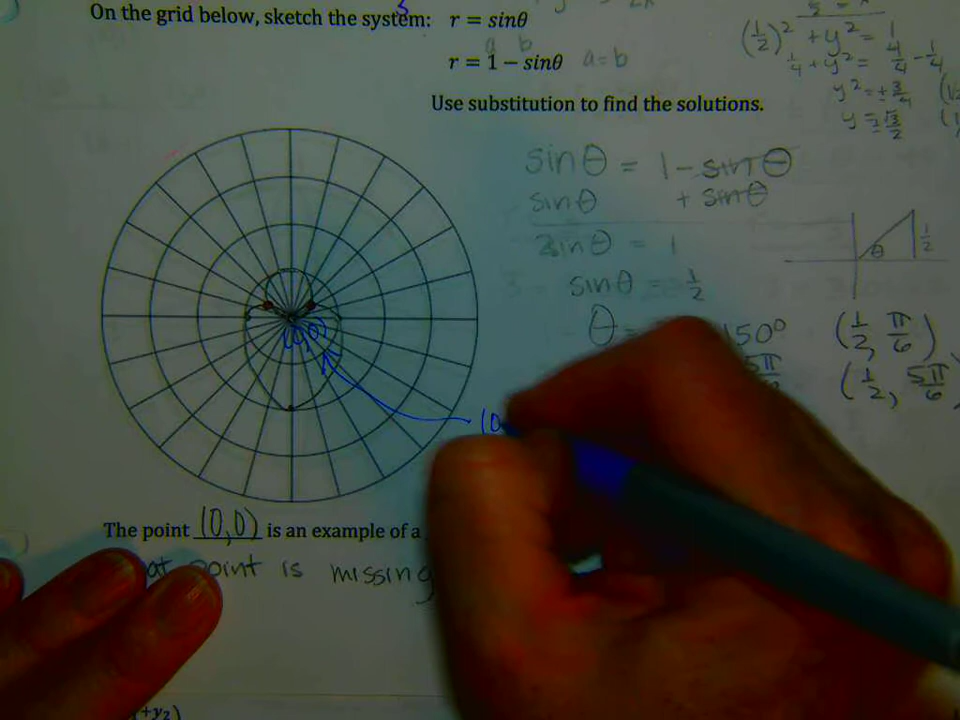 On the grid below, sketch the system: r = sinθ
a b
r = 1 − sinθ a=b
Use substitution to find the solutions.
(1/2)² + y² = 1
1/4 + y² = 4/4 − 1/4
y² = ± 3/4
y = ± √3/2
sinθ = 1 − sinθ
sinθ + sinθ
2sinθ = 1
sinθ = 1/2
θ 1/2
θ = 150° (1/2, π/6)
5π (1/2, 5π/6)
(0,0)
(0
The point (0,0) is an example of a
point is missing
+y₂)